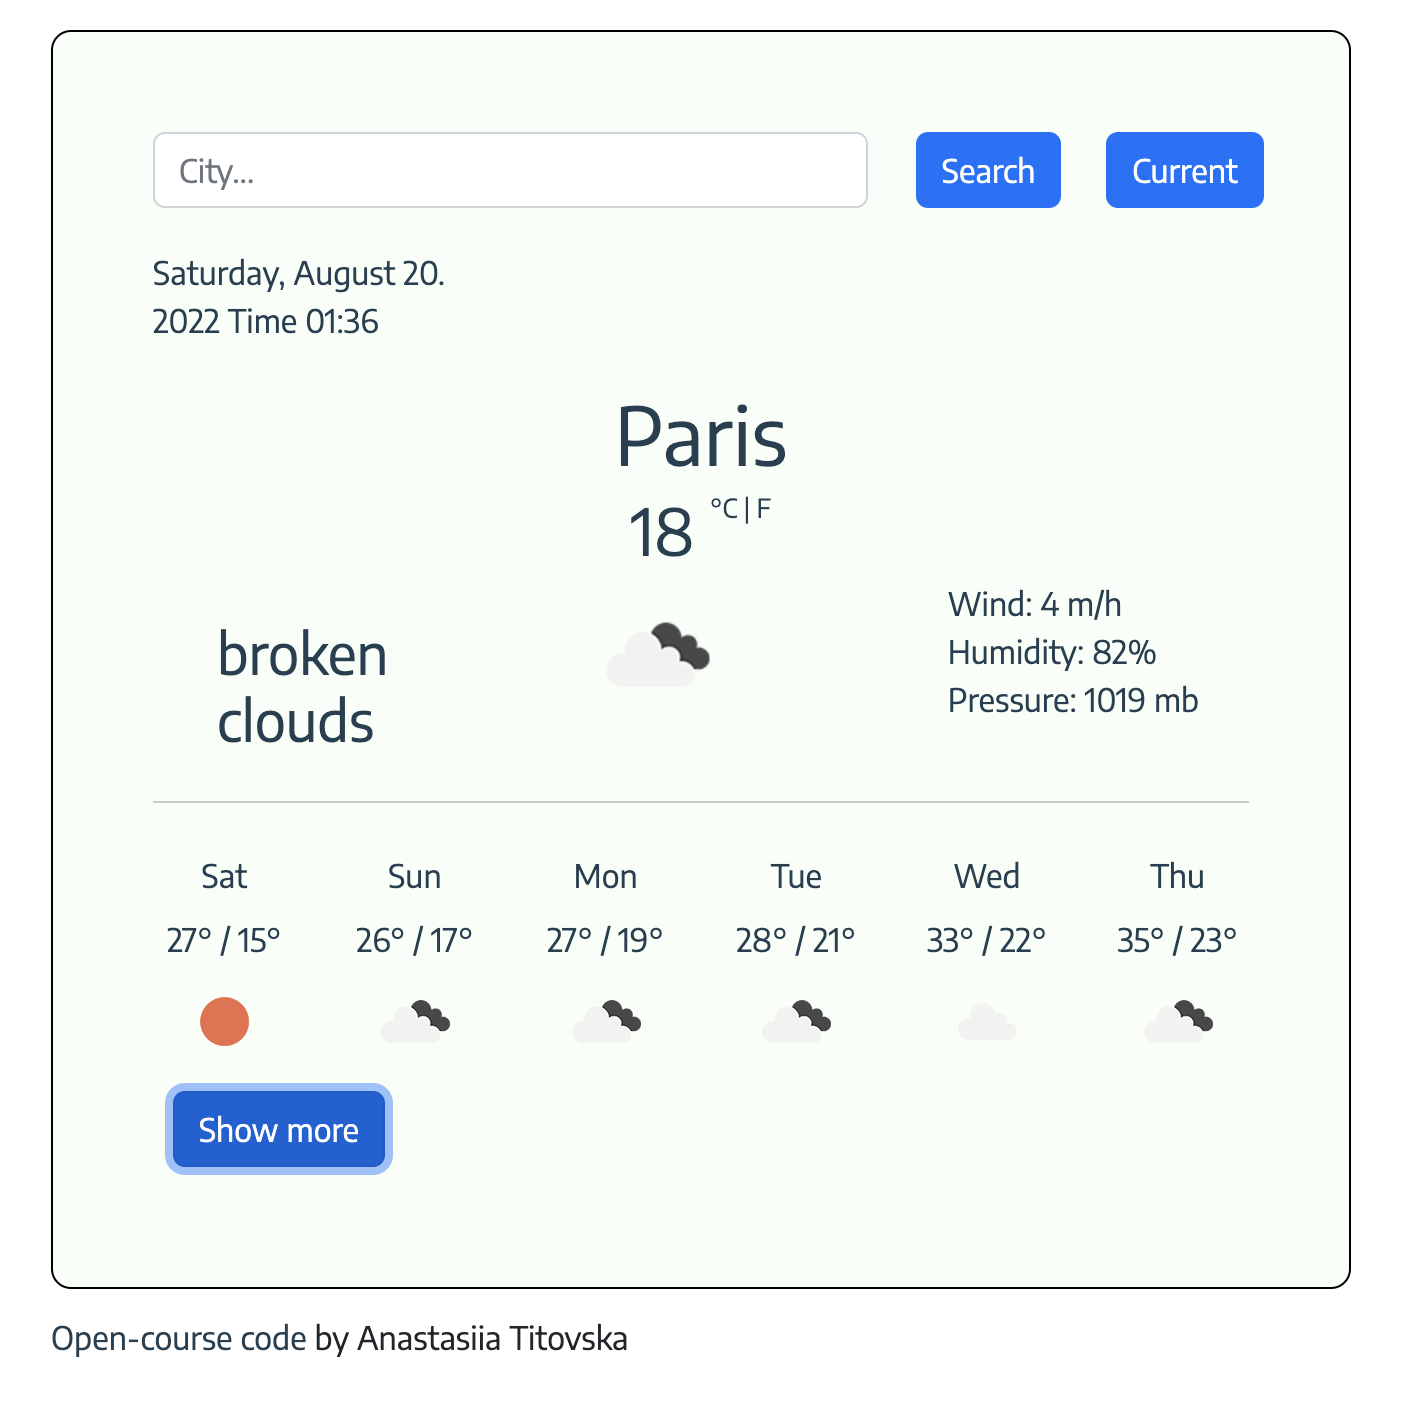 City...
Search
Current
Saturday, August 20.
2022 Time 01:36
Paris
18 °C | F
broken
clouds
Wind: 4 m/h
Humidity: 82%
Pressure: 1019 mb
Sat Sun Mon Tue Wed Thu
27° / 15° 26° / 17° 27° / 19° 28° / 21° 33° / 22° 35° / 23°
Show more
Open-course code by Anastasiia Titovska